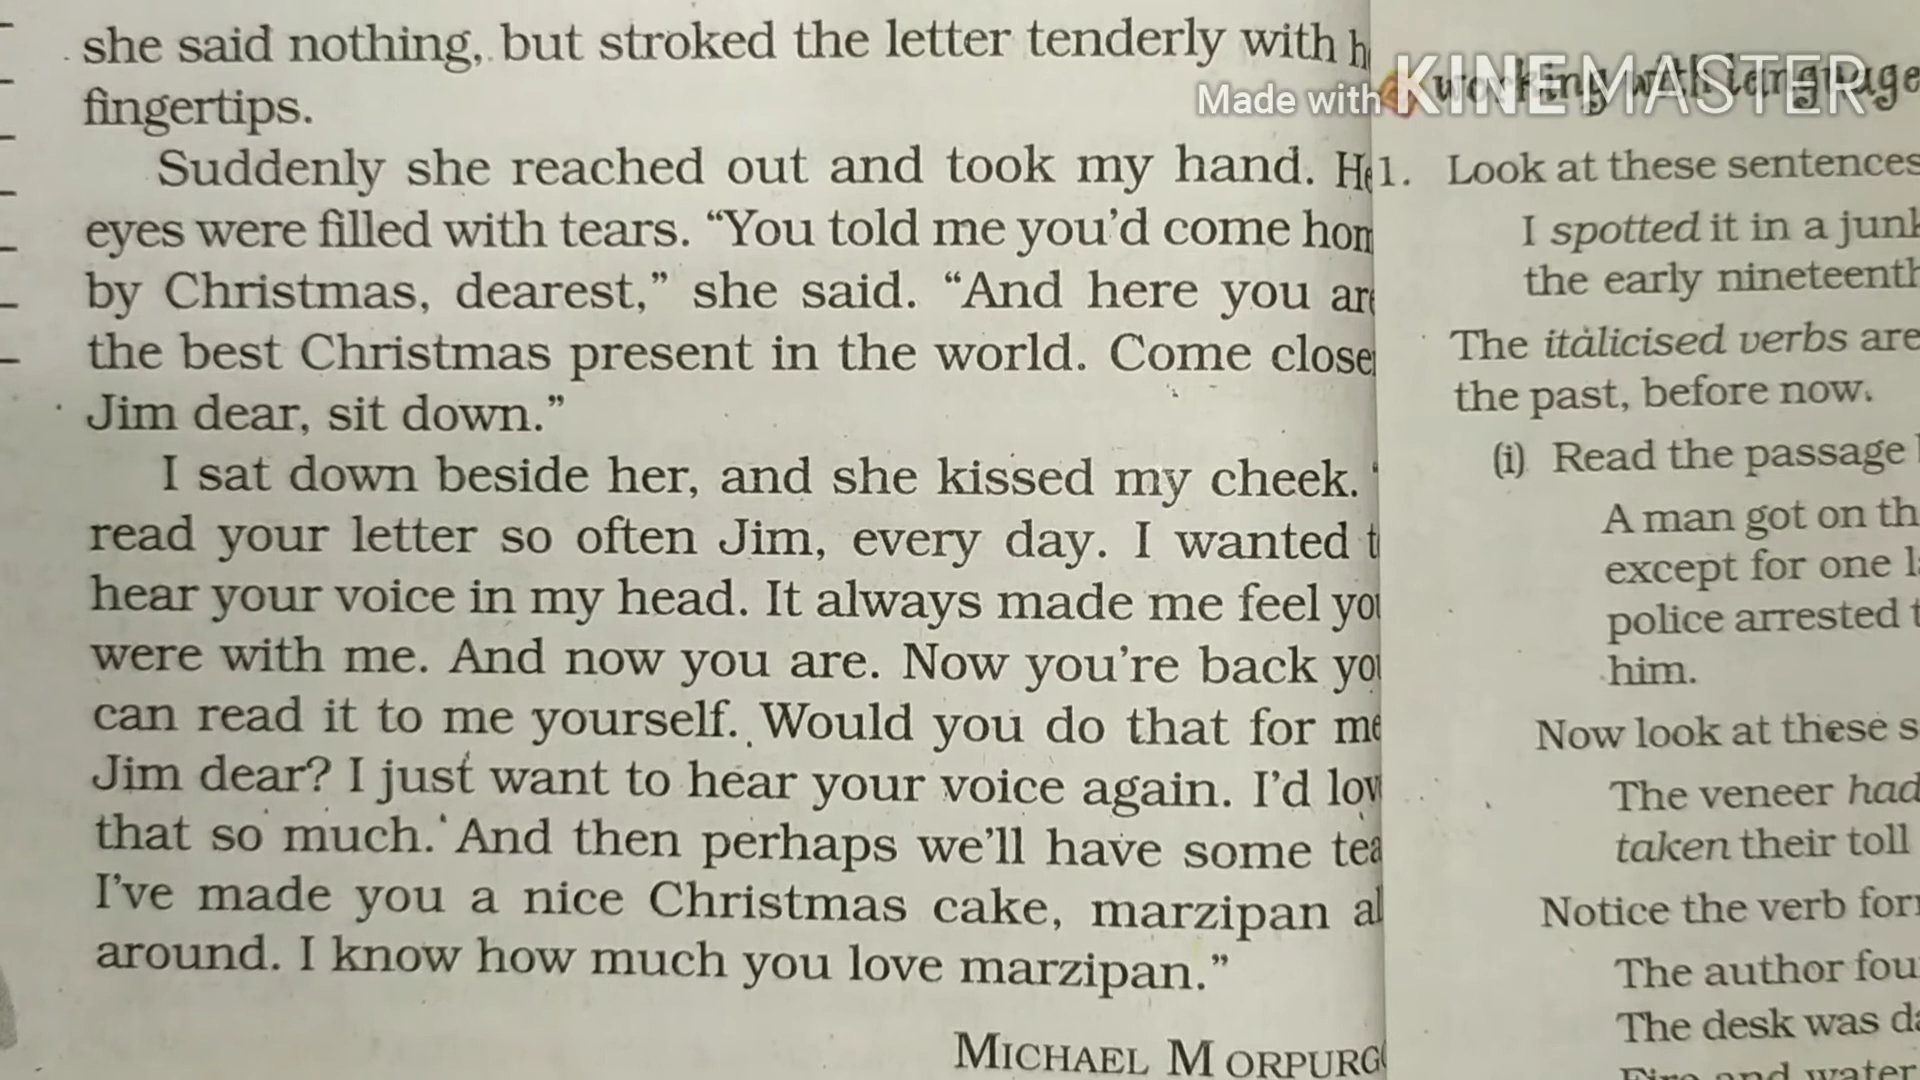 she said nothing, but stroked the letter tenderly with
fingertips.
Suddenly she reached out and took my hand.
eyes were filled with tears. “You told me you’d come
by Christmas, dearest,” she said. “And here you
the best Christmas present in the world. Come
Jim dear, sit down.”
I sat down beside her, and she kissed my cheek.
read your letter so often Jim, every day. I wanted
hear your voice in my head. It always made me feel
were with me. And now you are. Now you’re back
can read it to me yourself. Would you do that for
Jim dear? I just want to hear your voice again. I’d
that so much. And then perhaps we’ll have some
I’ve made you a nice Christmas cake, marzipan
around. I know how much you love marzipan.”
MICHAEL
Made with KINEMASTER
working with language
1. Look at these sentences
I spotted it in a
the early
The italicised verbs are
the past, before now.
(i) Read the passage
A man got on
except for one
police arrested
him.
Now look at these
The veneer had
taken their toll
Notice the verb
The author
The desk was
and water